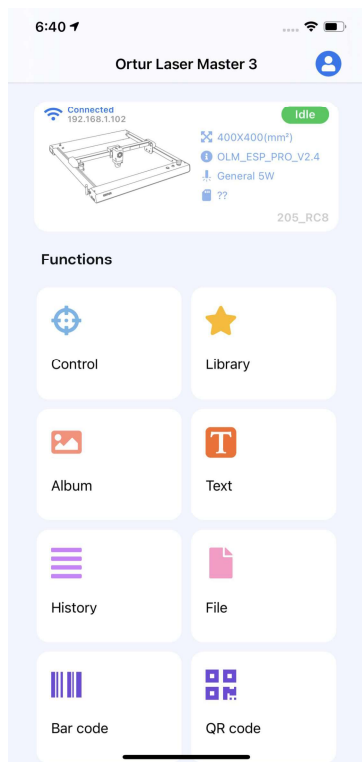 6:40
Ortur Laser Master 3
Connected
192.168.1.102
Idle
400X400(mm²)
OLM_ESP_PRO_V2.4
General 5W
??
205_RC8
Functions
Control
Library
Album
Text
History
File
Bar code
QR code